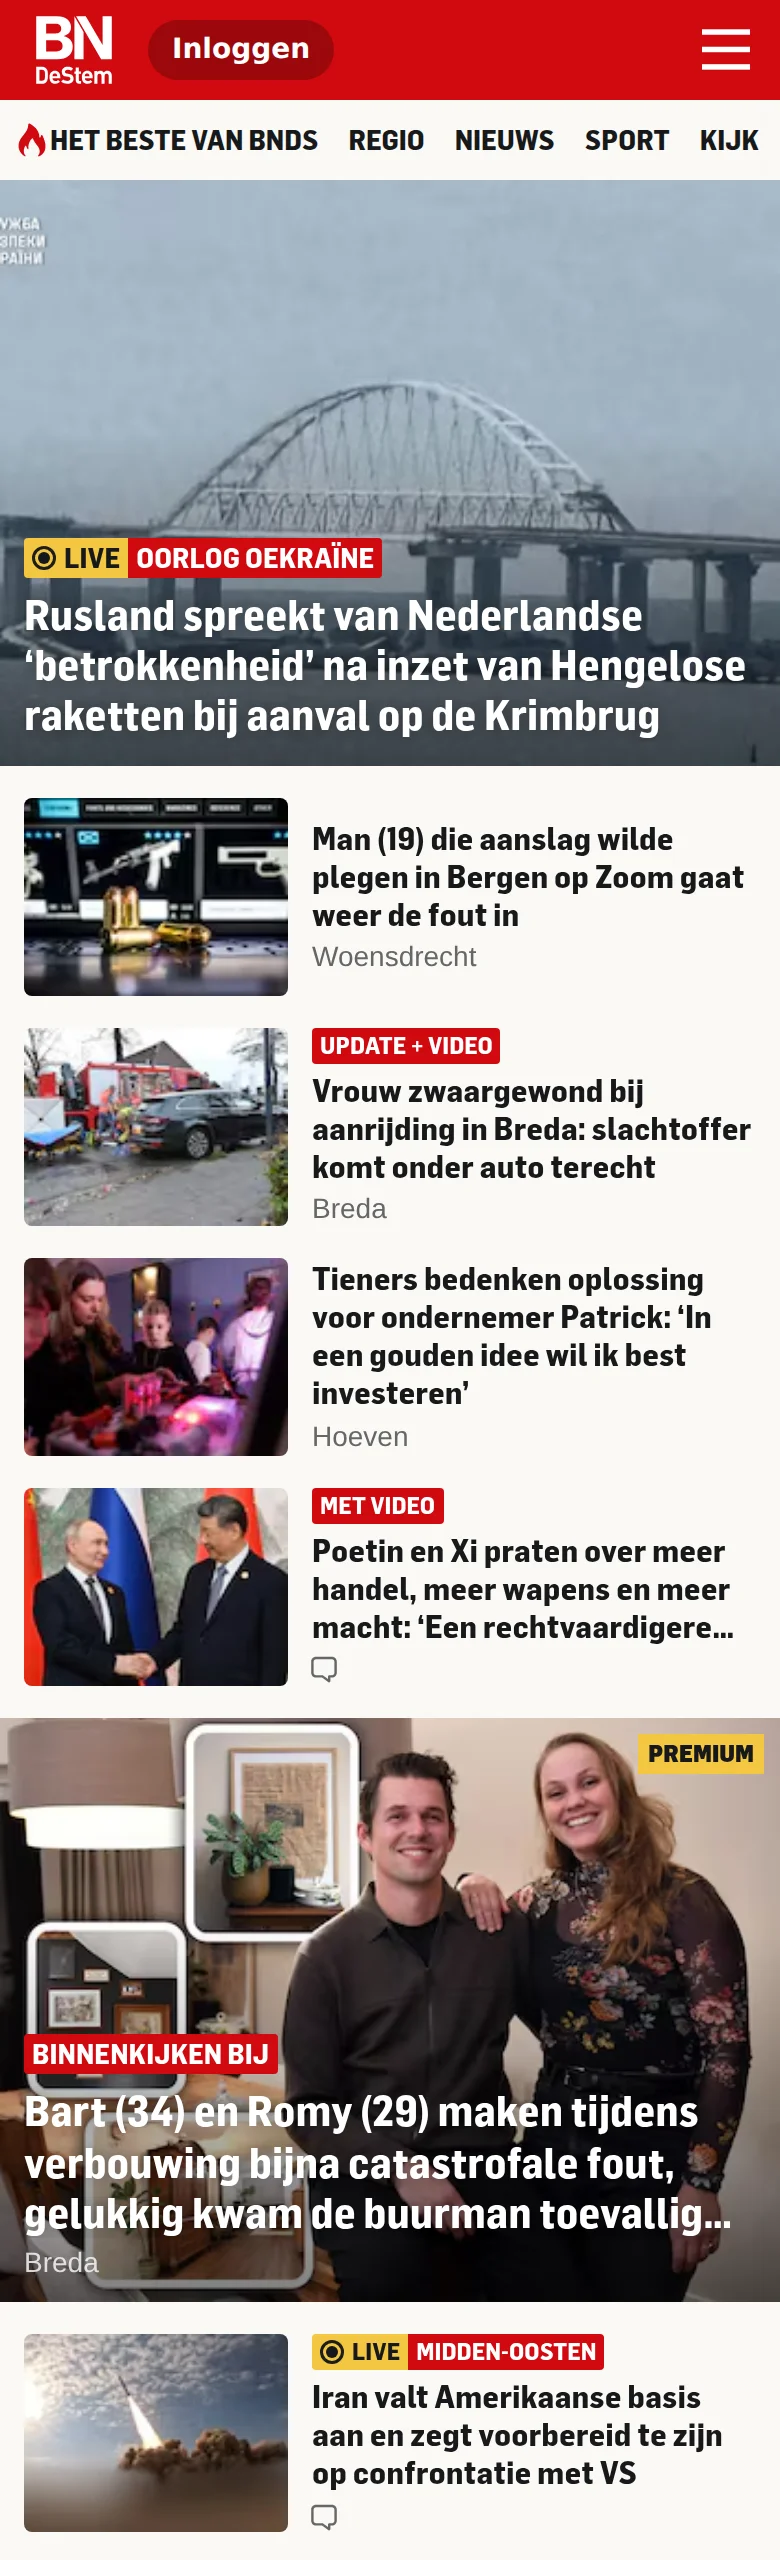 BN
DeStem
Inloggen
HET BESTE VAN BNDS REGIO NIEUWS SPORT KIJK
УЖБА
ЗПЕКИ
РАЇНИ
LIVE OORLOG OEKRAÏNE
Rusland spreekt van Nederlandse
‘betrokkenheid’ na inzet van Hengelose
raketten bij aanval op de Krimbrug
Man (19) die aanslag wilde
plegen in Bergen op Zoom gaat
weer de fout in
Woensdrecht
UPDATE + VIDEO
Vrouw zwaargewond bij
aanrijding in Breda: slachtoffer
komt onder auto terecht
Breda
Tieners bedenken oplossing
voor ondernemer Patrick: ‘In
een gouden idee wil ik best
investeren’
Hoeven
MET VIDEO
Poetin en Xi praten over meer
handel, meer wapens en meer
macht: ‘Een rechtvaardigere...
PREMIUM
BINNENKIJKEN BIJ
Bart (34) en Romy (29) maken tijdens
verbouwing bijna catastrofale fout,
gelukkig kwam de buurman toevallig...
Breda
LIVE MIDDEN-OOSTEN
Iran valt Amerikaanse basis
aan en zegt voorbereid te zijn
op confrontatie met VS